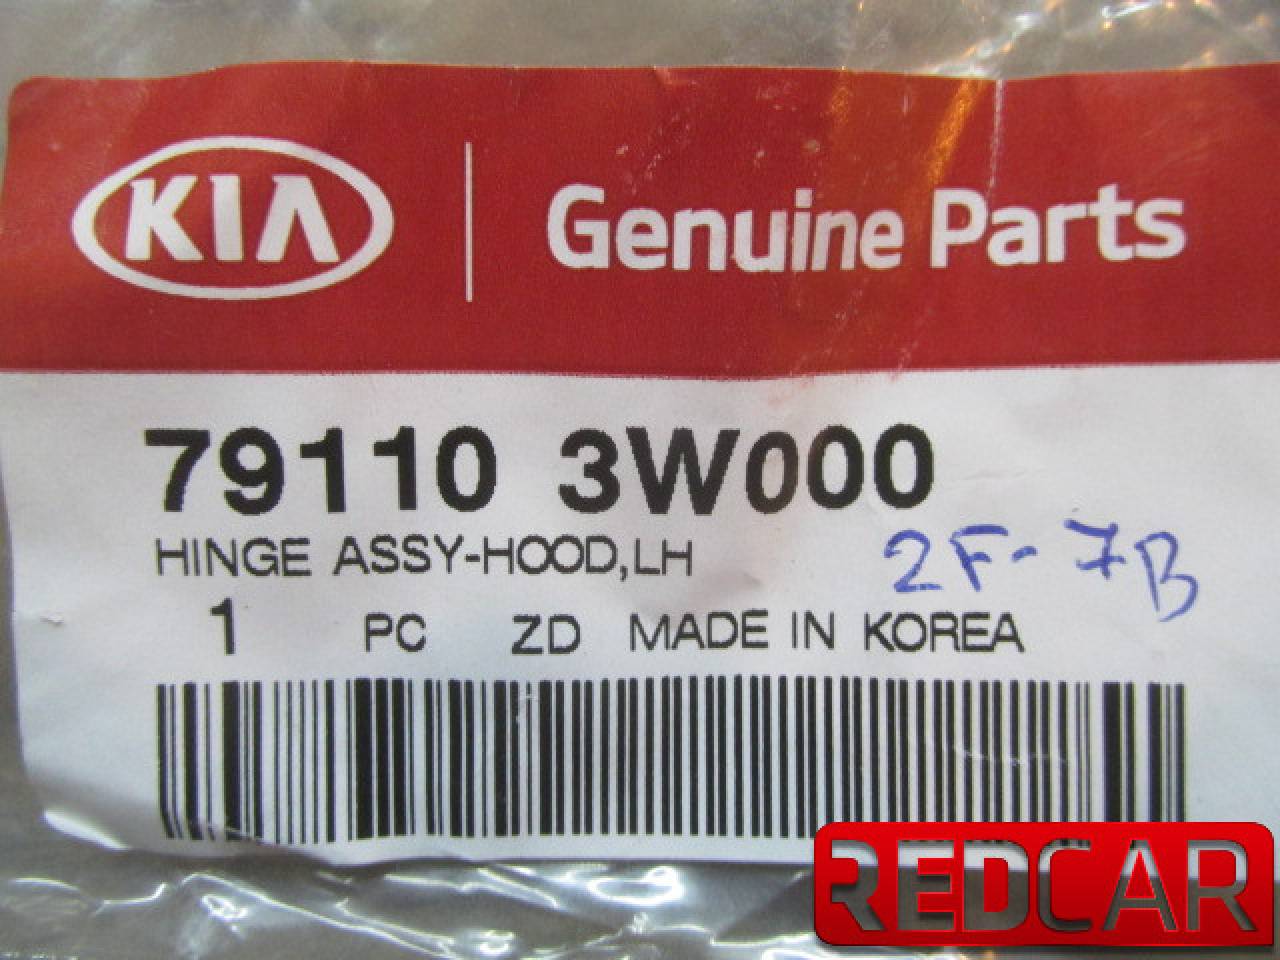 KIA Genuine Parts
79110 3W000
HINGE ASSY-HOOD,LH
2F-7B
1 PC ZD MADE IN KOREA
REDCAR